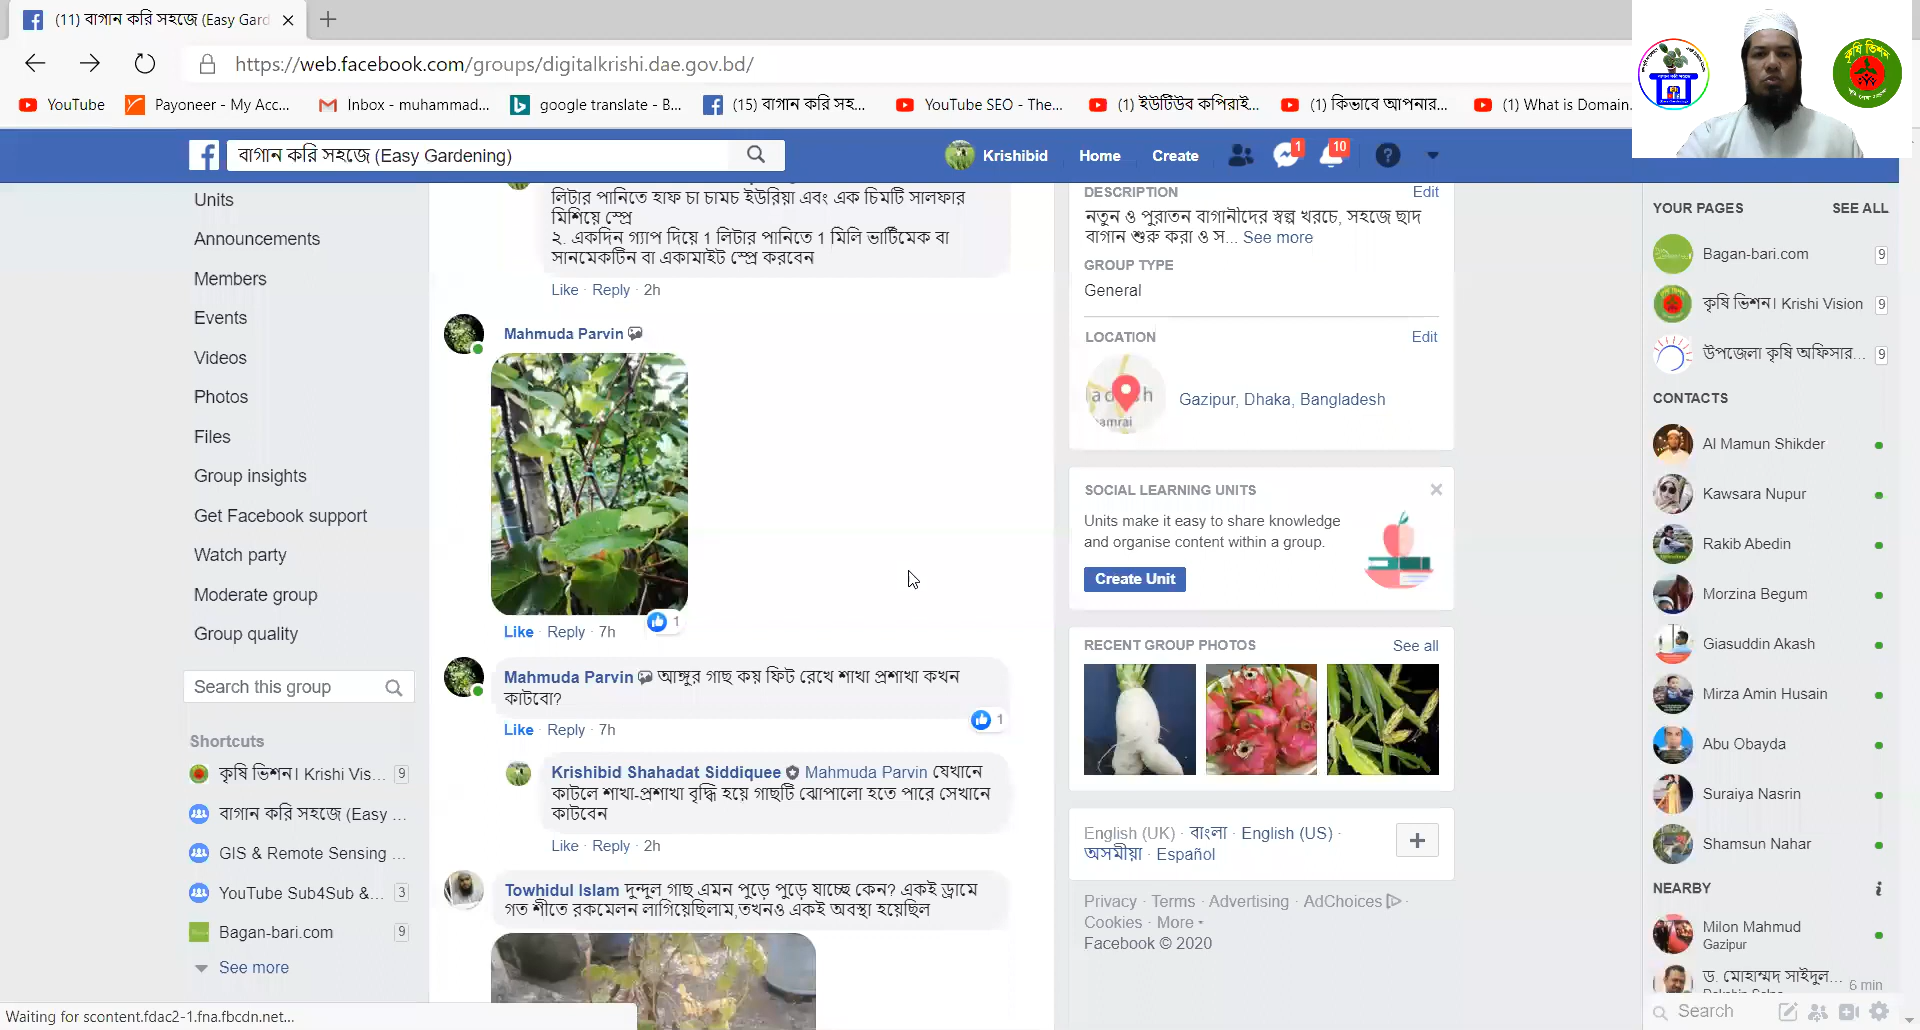 (11) বাগান করি সহজে (Easy Gard
https://web.facebook.com/groups/digitalkrishi.dae.gov.bd/
YouTube
Payoneer - My Acc...
Inbox - muhammad...
google translate - B...
(15) বাগান করি সহ...
YouTube SEO - The...
(1) ইউটিউব কপিরাই...
(1) কিভাবে আপনার...
(1) What is Domain.
কৃষি ভিশন
বাগান করি সহজে (Easy Gardening)
Krishibid
Home
Create
1
10
Units
Announcements
Members
Events
Videos
Photos
Files
Group insights
Get Facebook support
Watch party
Moderate group
Group quality
Search this group
Shortcuts
কৃষি ভিশন। Krishi Vis... 9
বাগান করি সহজে (Easy ...
GIS & Remote Sensing ...
YouTube Sub4Sub &... 3
Bagan-bari.com 9
See more
Waiting for scontent.fdac2-1.fna.fbcdn.net...
লিটার পানিতে হাফ চা চামচ ইউরিয়া এবং এক চিমটি সালফার
মিশিয়ে স্প্রে
২. একদিন গ্যাপ দিয়ে 1 লিটার পানিতে 1 মিলি ভার্টিমেক বা
সানমেকটিন বা একামাইট স্প্রে করবেন
Like · Reply · 2h
Mahmuda Parvin
1
Like · Reply · 7h
Mahmuda Parvin আঙ্গুর গাছ কয় ফিট রেখে শাখা প্রশাখা কখন
কাটবো?
1
Like · Reply · 7h
Krishibid Shahadat Siddiquee Mahmuda Parvin যেখানে
কাটলে শাখা-প্রশাখা বৃদ্ধি হয়ে গাছটি ঝোপালো হতে পারে সেখানে
কাটবেন
Like · Reply · 2h
Towhidul Islam দুন্দুল গাছ এমন পুড়ে পুড়ে যাচ্ছে কেন? একই ড্রামে
গত শীতে রকমেলন লাগিয়েছিলাম,তখনও একই অবস্থা হয়েছিল
DESCRIPTION Edit
নতুন ও পুরাতন বাগানীদের স্বল্প খরচে, সহজে ছাদ
বাগান শুরু করা ও স... See more
GROUP TYPE
General
LOCATION Edit
Gazipur, Dhaka, Bangladesh
SOCIAL LEARNING UNITS
Units make it easy to share knowledge
and organise content within a group.
Create Unit
RECENT GROUP PHOTOS See all
English (UK) · বাংলা · English (US) ·
অসমীয়া · Español
Privacy · Terms · Advertising · AdChoices ·
Cookies · More
Facebook © 2020
YOUR PAGES SEE ALL
Bagan-bari.com 9
কৃষি ভিশন। Krishi Vision 9
উপজেলা কৃষি অফিসার... 9
CONTACTS
Al Mamun Shikder
Kawsara Nupur
Rakib Abedin
Morzina Begum
Giasuddin Akash
Mirza Amin Husain
Abu Obayda
Suraiya Nasrin
Shamsun Nahar
NEARBY
Milon Mahmud
Gazipur
ড. মোহাম্মদ সাইদুল...
6 min
Search